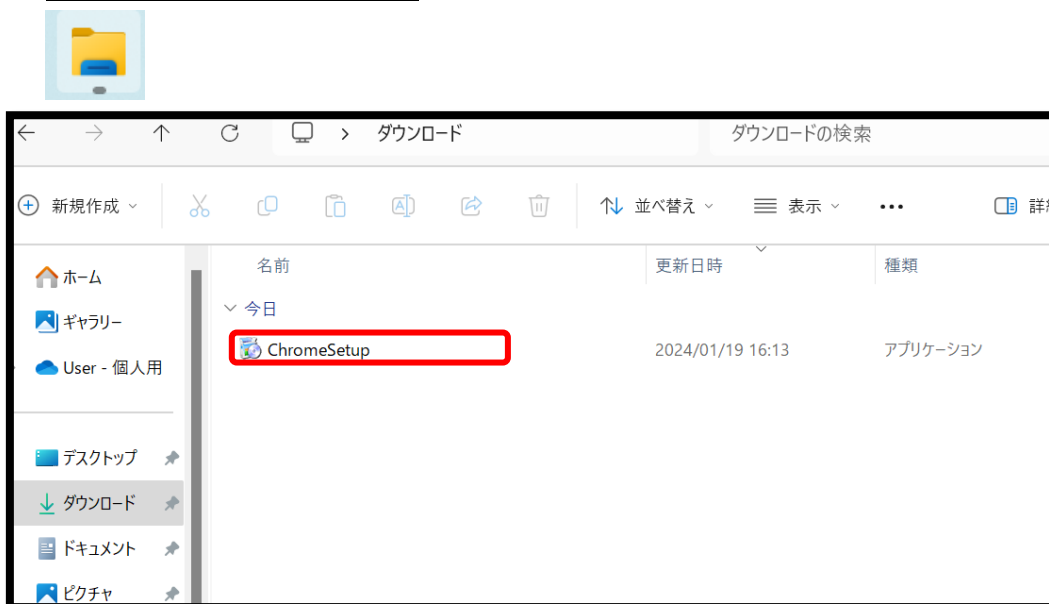 ダウンロード
ダウンロードの検索
新規作成
並べ替え
表示
名前
更新日時
種類
ホーム
ギャラリー
User - 個人用
今日
ChromeSetup
2024/01/19 16:13
アプリケーション
デスクトップ
ダウンロード
ドキュメント
ピクチャ